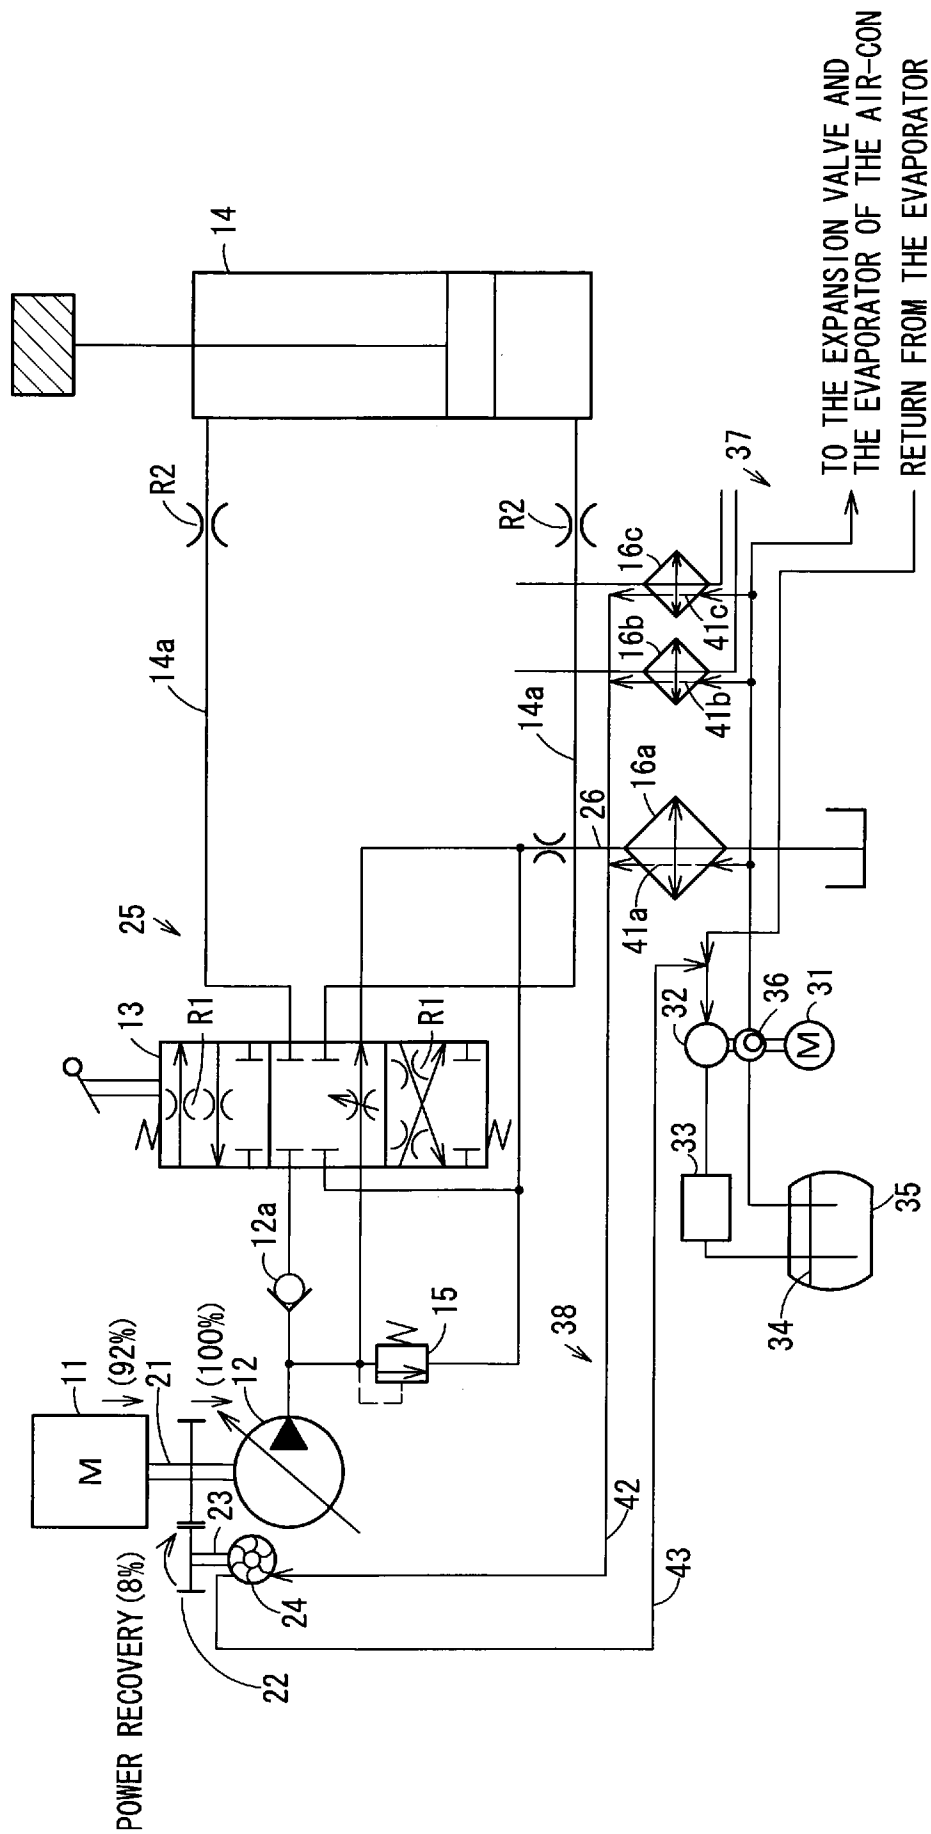 POWER RECOVERY(8%)
22
24
23
11
M
(92%)
21
(100%)
12
12a
15
38
42
43
13
R1
R1
25
14a
R2
14
14a
R2
26
16a
41a
16b
41b
16c
41c
37
32
36
31
M
33
34
35
TO THE EXPANSION VALVE AND
THE EVAPORATOR OF THE AIR-CON
RETURN FROM THE EVAPORATOR